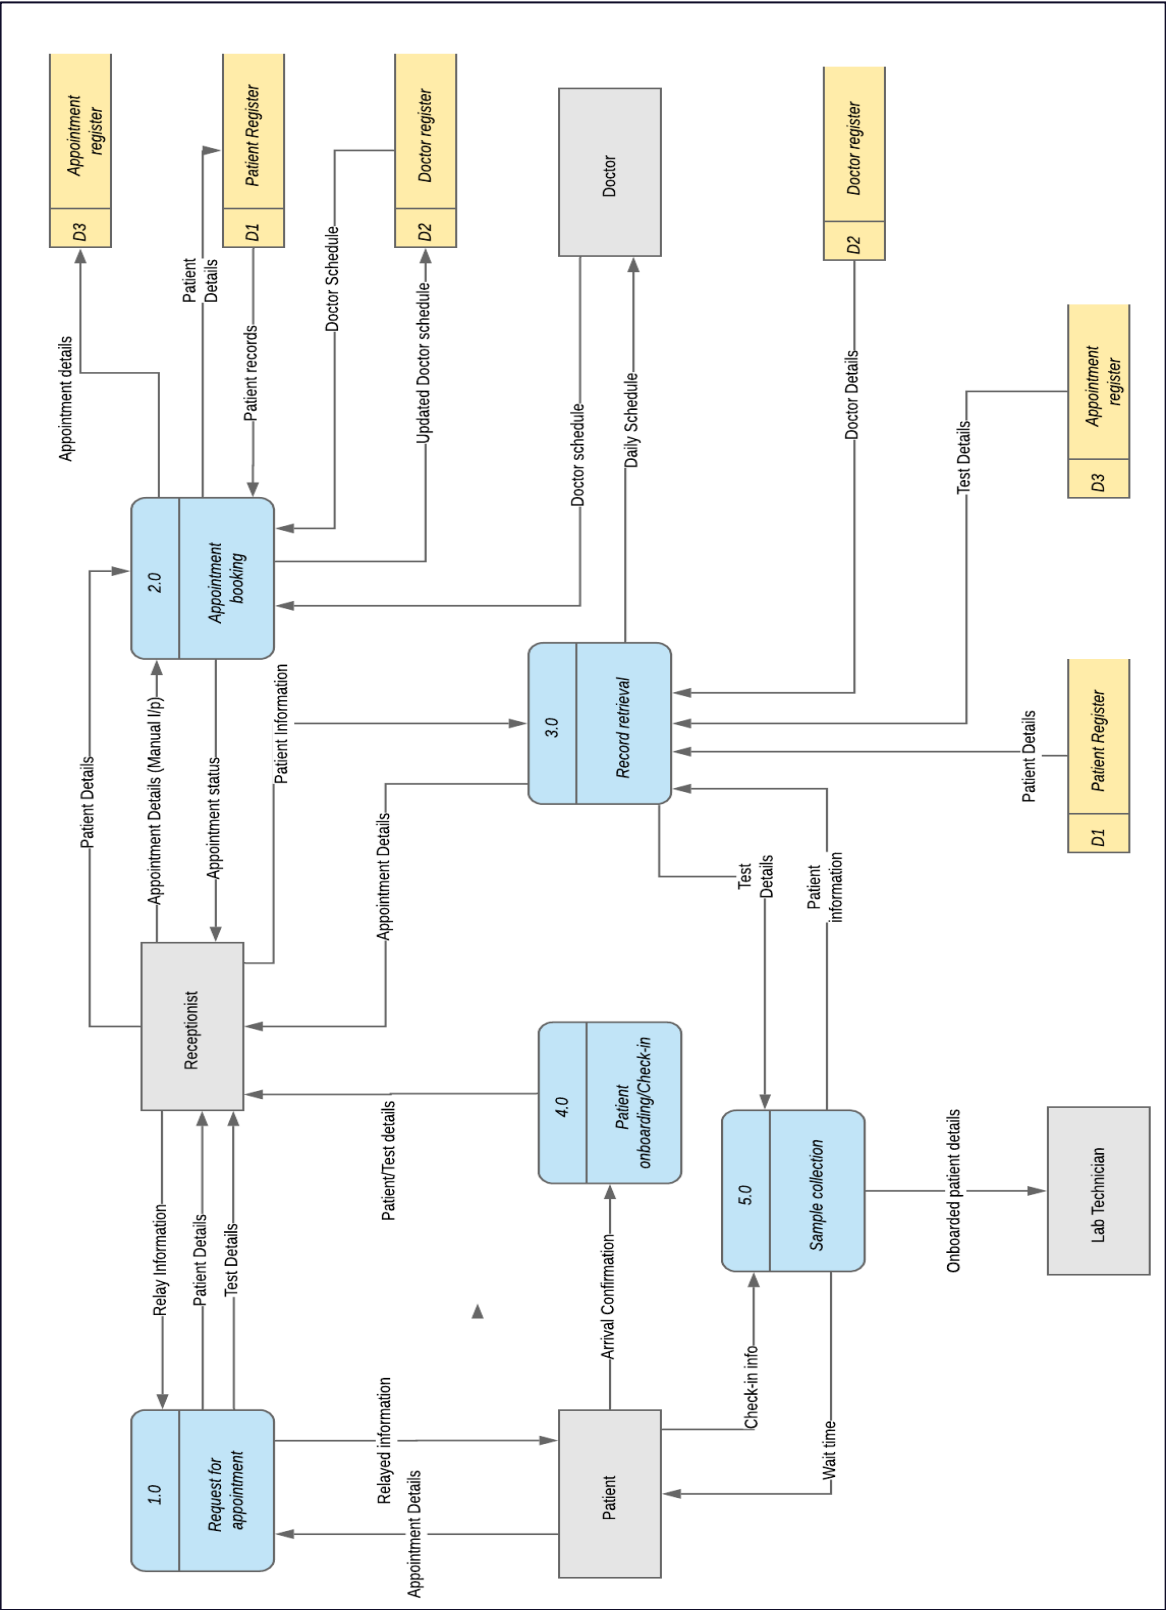 1.0
Request for
appointment
Relay Information
Patient Details
Test Details
Receptionist
Patient Details
Appointment Details (Manual I/p)
Appointment status
Patient Information
2.0
Appointment
booking
Appointment details
D3
Appointment
register
Patient
Details
D1
Patient Register
Patient records
Doctor Schedule
D2
Doctor register
Updated Doctor schedule
Relayed information
Appointment Details
Patient/Test details
Appointment Details
3.0
Record retrieval
Doctor schedule
Daily Schedule
Doctor
Patient
Arrival Confirmation
4.0
Patient
onboarding/Check-in
Check-in info
Wait time
5.0
Sample collection
Test
Details
Patient
information
Doctor Details
D2
Doctor register
Test Details
D3
Appointment
register
Patient Details
D1
Patient Register
Onboarded patient details
Lab Technician